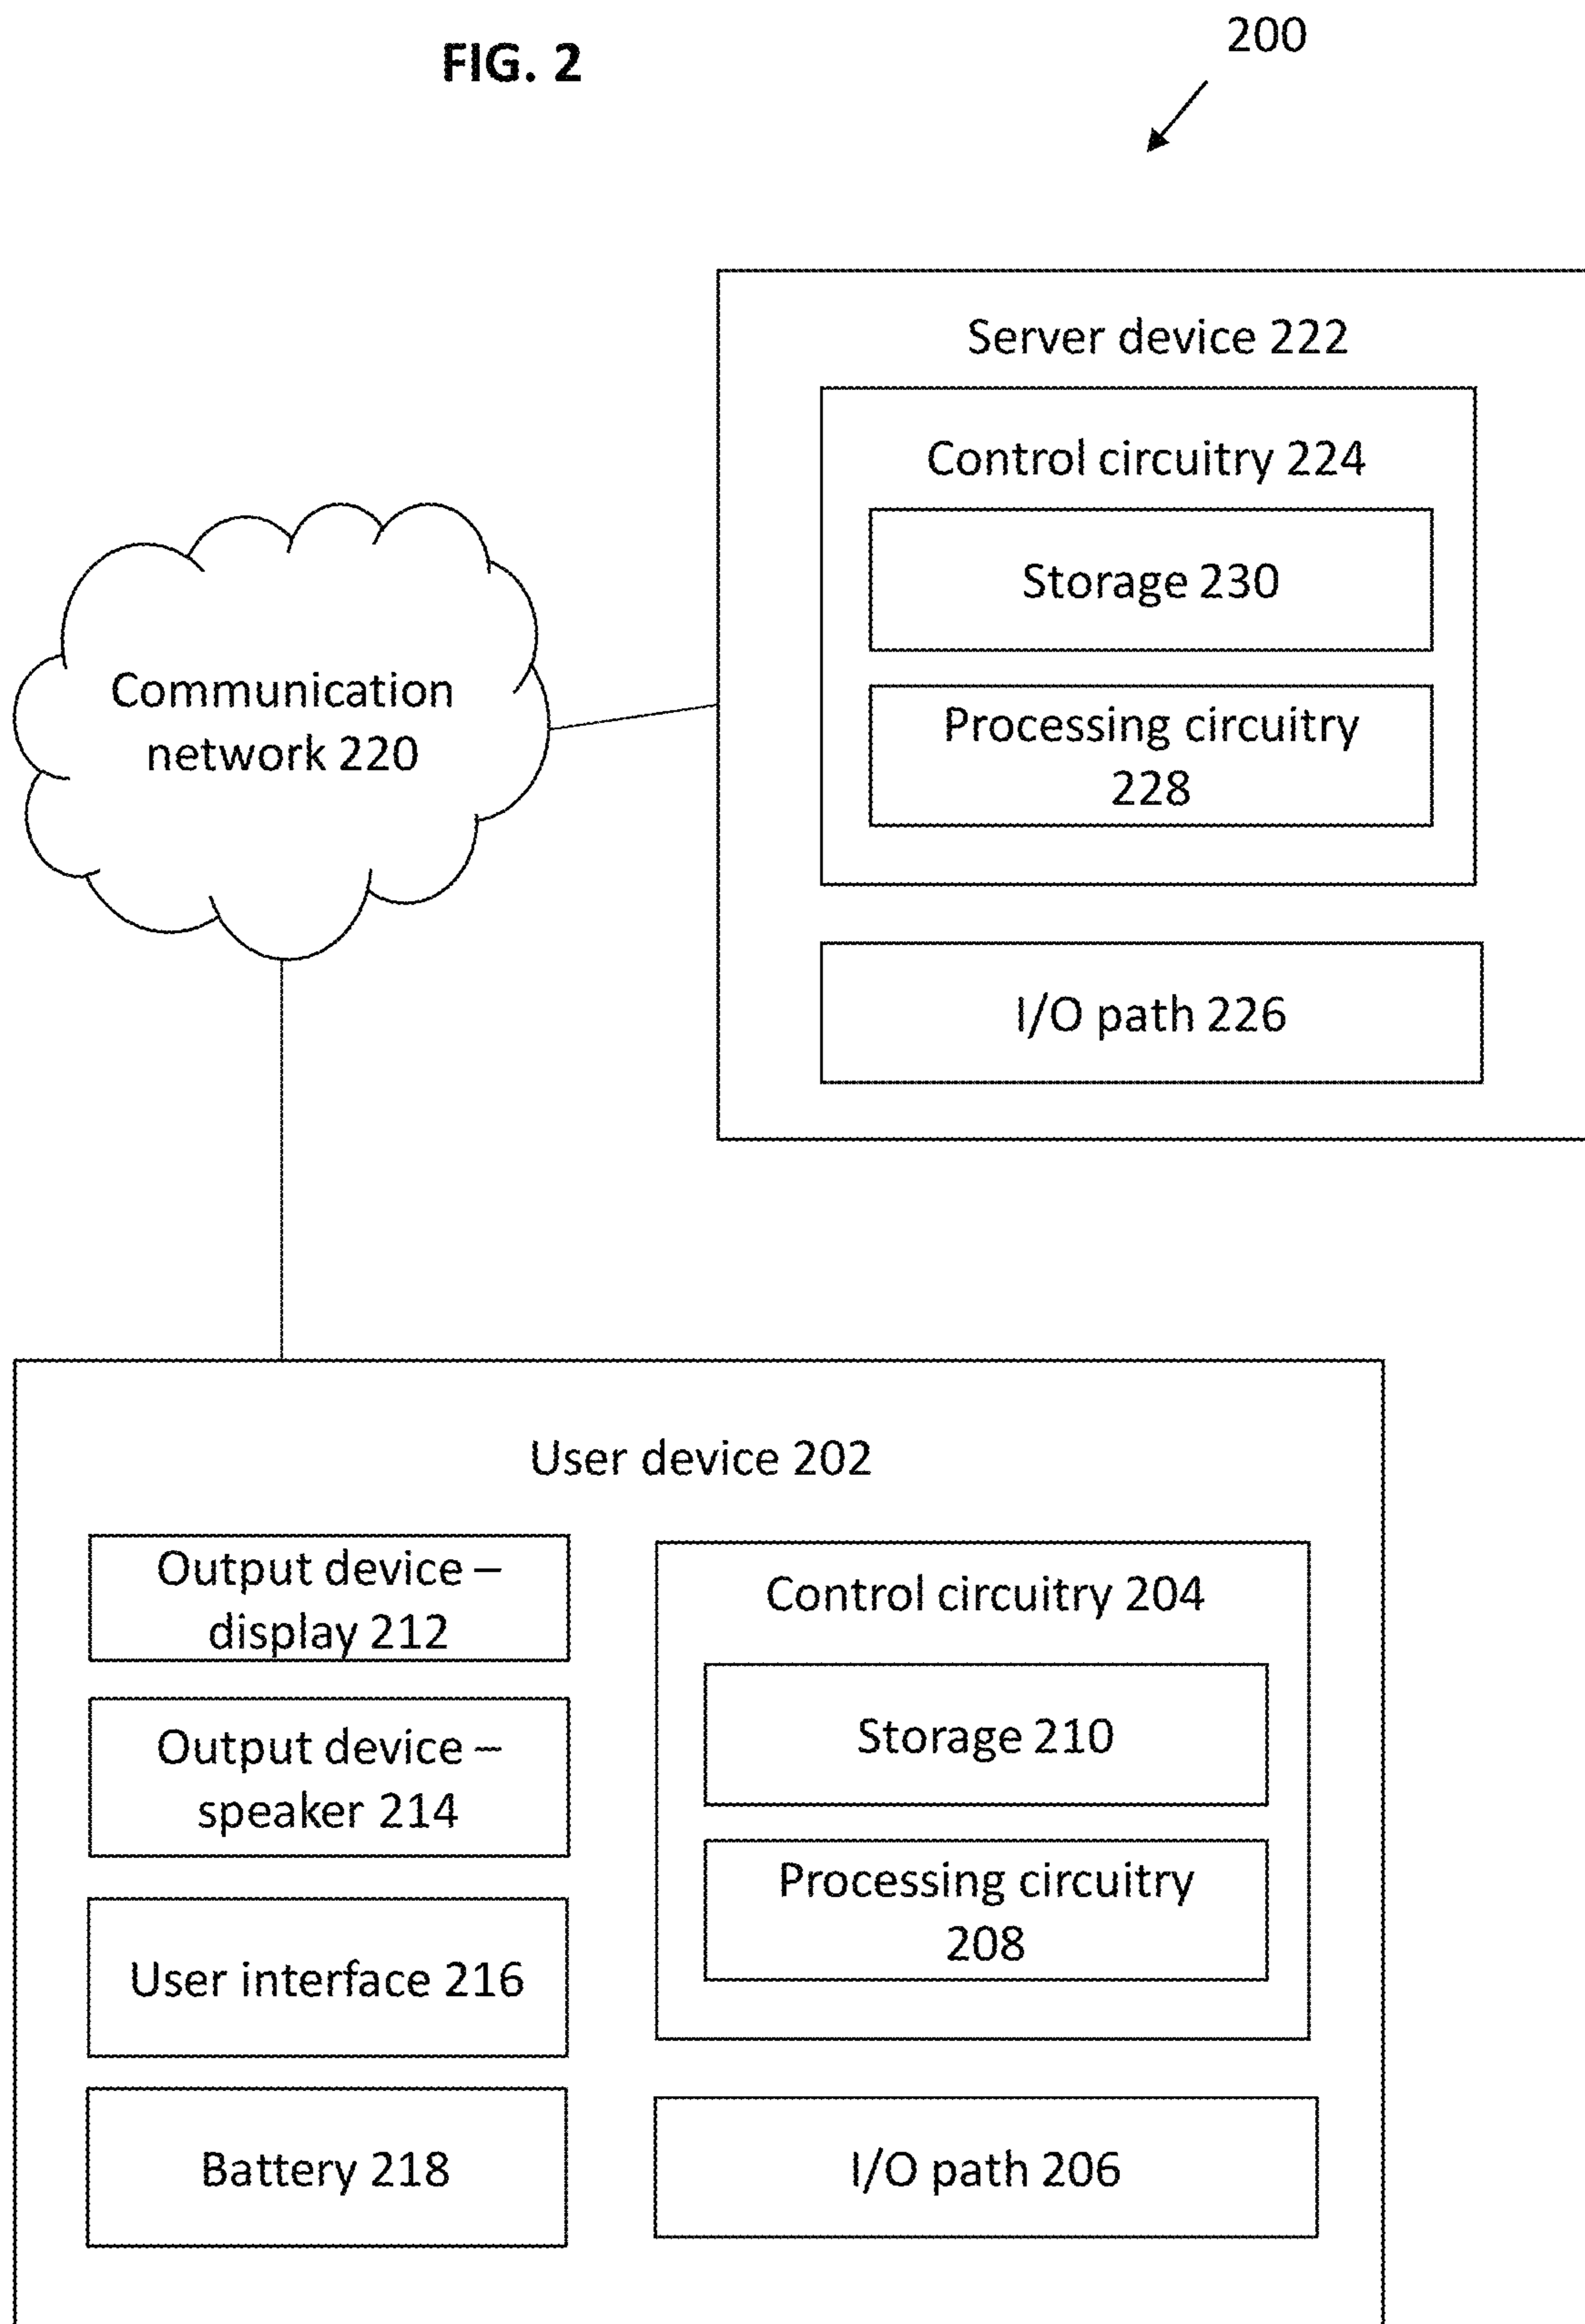 FIG. 2
200
Server device 222
Control circuitry 224
Storage 230
Processing circuitry
228
I/O path 226
Communication
network 220
User device 202
Output device –
display 212
Output device –
speaker 214
User interface 216
Battery 218
Control circuitry 204
Storage 210
Processing circuitry
208
I/O path 206